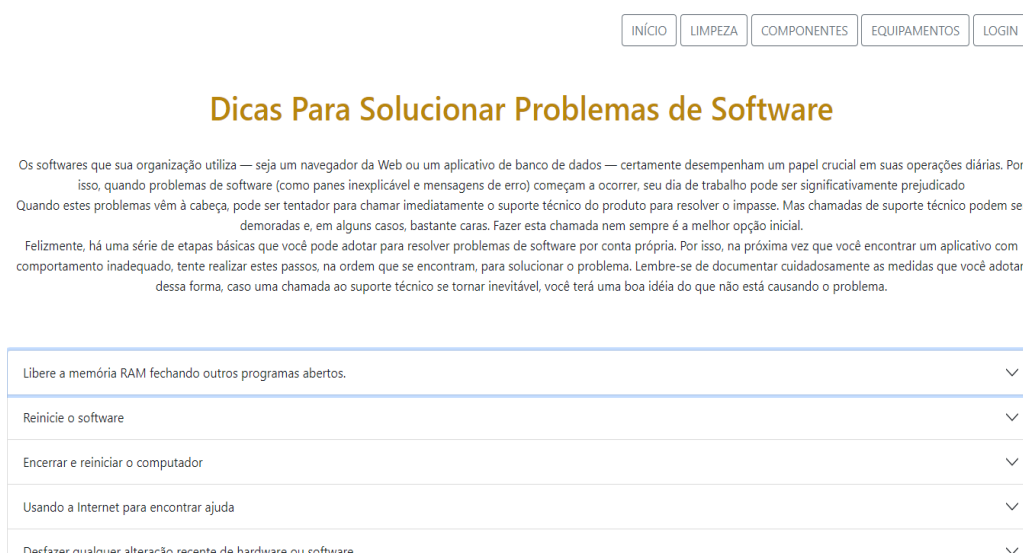 INÍCIO LIMPEZA COMPONENTES EQUIPAMENTOS LOGIN
Dicas Para Solucionar Problemas de Software
Os softwares que sua organização utiliza — seja um navegador da Web ou um aplicativo de banco de dados — certamente desempenham um papel crucial em suas operações diárias. Por
isso, quando problemas de software (como panes inexplicável e mensagens de erro) começam a ocorrer, seu dia de trabalho pode ser significativamente prejudicado
Quando estes problemas vêm à cabeça, pode ser tentador para chamar imediatamente o suporte técnico do produto para resolver o impasse. Mas chamadas de suporte técnico podem se
demoradas e, em alguns casos, bastante caras. Fazer esta chamada nem sempre é a melhor opção inicial.
Felizmente, há uma série de etapas básicas que você pode adotar para resolver problemas de software por conta própria. Por isso, na próxima vez que você encontrar um aplicativo com
comportamento inadequado, tente realizar estes passos, na ordem que se encontram, para solucionar o problema. Lembre-se de documentar cuidadosamente as medidas que você adotar
dessa forma, caso uma chamada ao suporte técnico se tornar inevitável, você terá uma boa idéia do que não está causando o problema.
Libere a memória RAM fechando outros programas abertos.
Reinicie o software
Encerrar e reiniciar o computador
Usando a Internet para encontrar ajuda
Desfazer qualquer alteração recente de hardware ou software